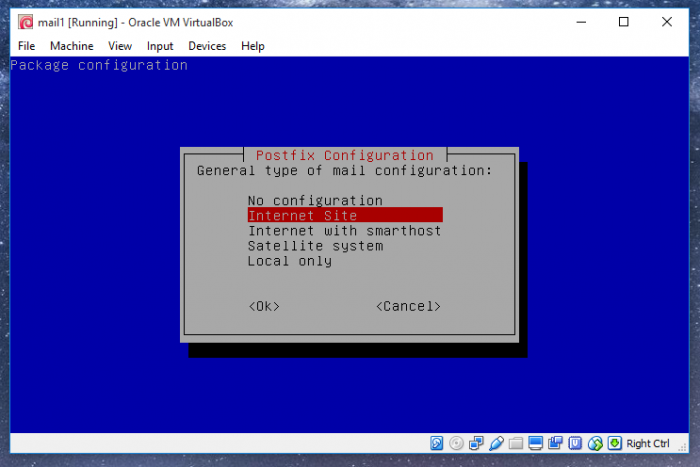 mail1 [Running] - Oracle VM VirtualBox
File Machine View Input Devices Help
Package configuration
Postfix Configuration
General type of mail configuration:
No configuration
Internet Site
Internet with smarthost
Satellite system
Local only
<Ok> <Cancel>
Right Ctrl